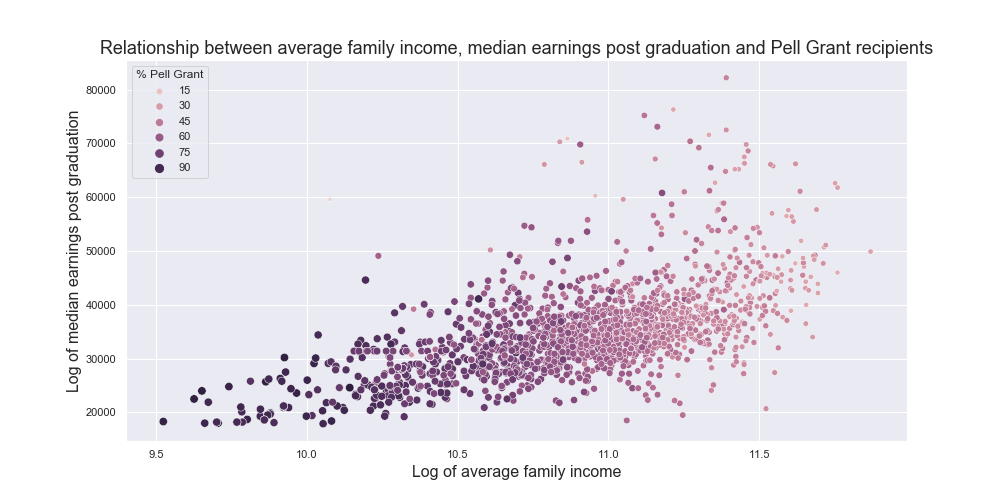 Relationship between average family income, median earnings post graduation and Pell Grant recipients
% Pell Grant
15
30
45
60
75
90
Log of median earnings post graduation
80000
70000
60000
50000
40000
30000
20000
9.5 10.0 10.5 11.0 11.5
Log of average family income